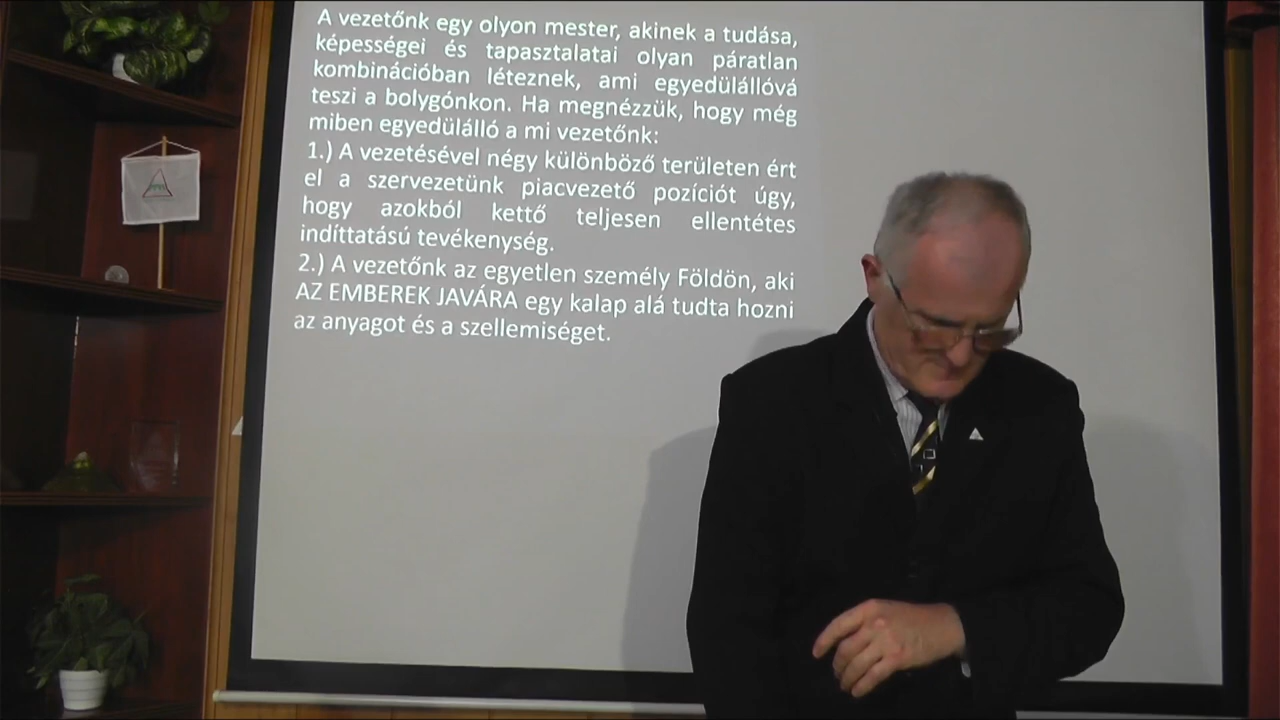 A vezetőnk egy olyon mester, akinek a tudása,
képességei és tapasztalatai olyan páratlan
kombinációban léteznek, ami egyedülállóvá
teszi a bolygónkon. Ha megnézzük, hogy még
miben egyedülálló a mi vezetőnk:
1.) A vezetésével négy különböző területen ért
el a szervezetünk piacvezető pozíciót úgy,
hogy azokból kettő teljesen ellentétes
indíttatású tevékenység.
2.) A vezetőnk az egyetlen személy Földön, aki
AZ EMBEREK JAVÁRA egy kalap alá tudta hozni
az anyagot és a szellemiséget.